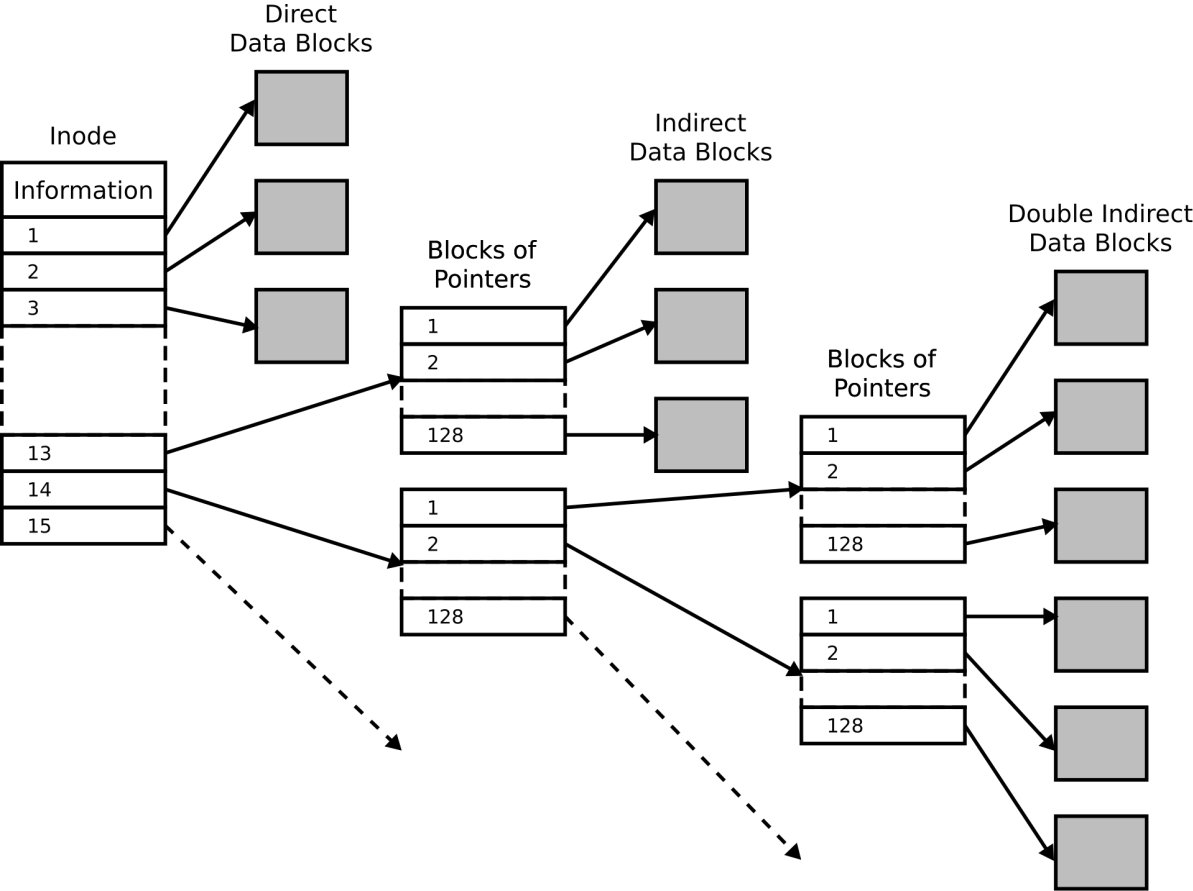 Direct
Data Blocks
Inode
Information
1
2
3
13
14
15
Blocks of
Pointers
1
2
128
1
2
128
Indirect
Data Blocks
Blocks of
Pointers
1
2
128
1
2
128
Double Indirect
Data Blocks